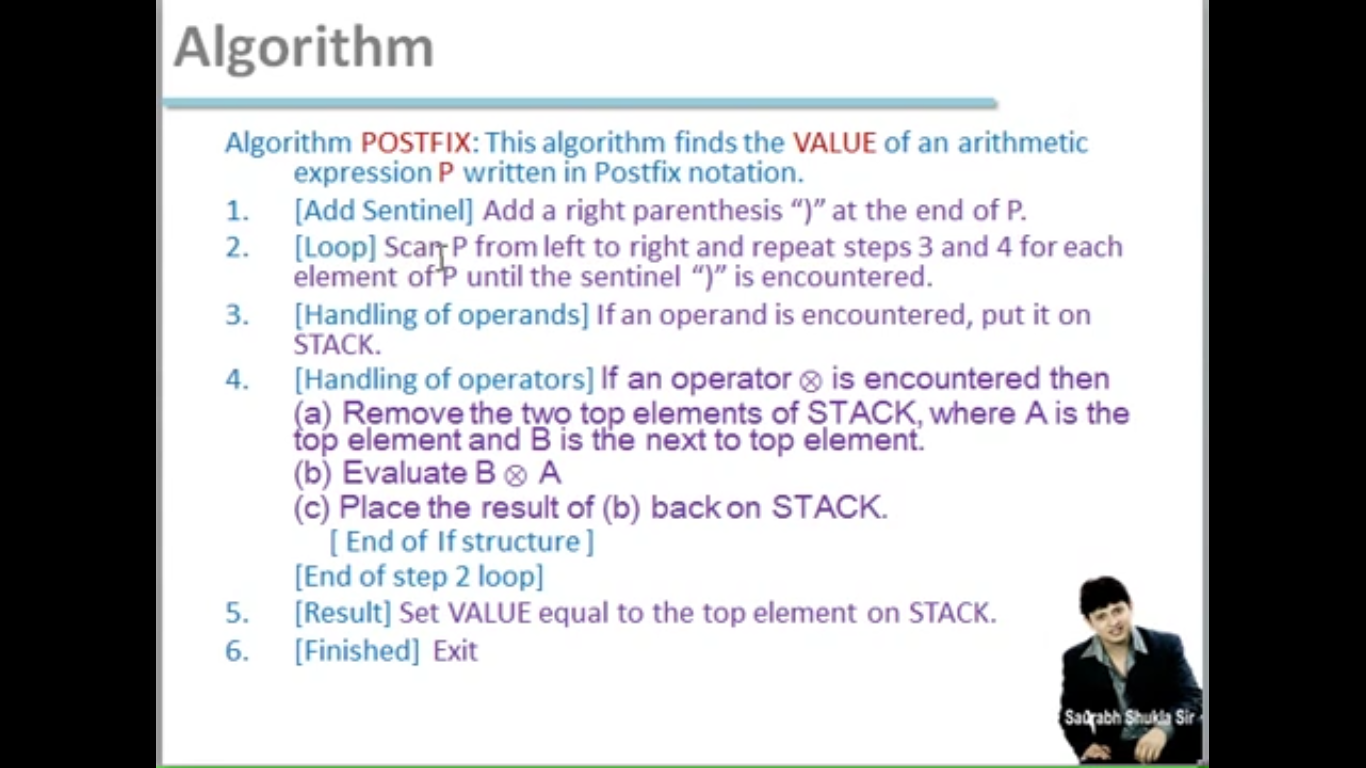 Algorithm
Algorithm POSTFIX: This algorithm finds the VALUE of an arithmetic
expression P written in Postfix notation.
1. [Add Sentinel] Add a right parenthesis “)” at the end of P.
2. [Loop] Scan P from left to right and repeat steps 3 and 4 for each
element of P until the sentinel “)” is encountered.
3. [Handling of operands] If an operand is encountered, put it on
STACK.
4. [Handling of operators] If an operator ⊗ is encountered then
(a) Remove the two top elements of STACK, where A is the
top element and B is the next to top element.
(b) Evaluate B ⊗ A
(c) Place the result of (b) back on STACK.
[ End of If structure ]
[End of step 2 loop]
5. [Result] Set VALUE equal to the top element on STACK.
6. [Finished] Exit
Saurabh Shukla Sir